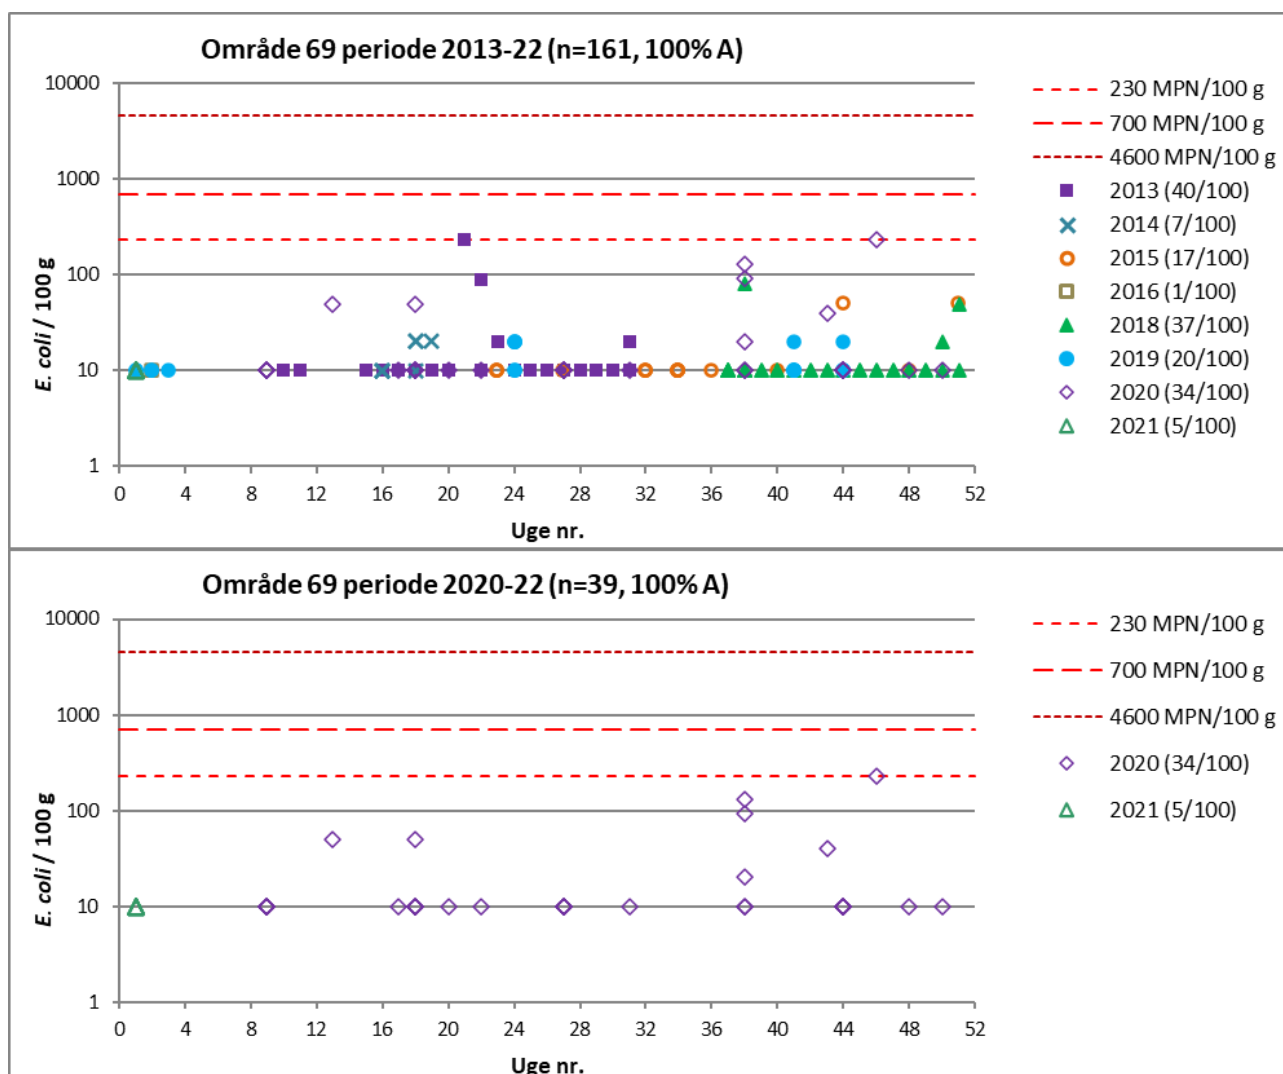 Område 69 periode 2013-22 (n=161, 100% A)
10000
1000
100
10
1
E. coli / 100 g
0 4 8 12 16 20 24 28 32 36 40 44 48 52
Uge nr.
230 MPN/100 g
700 MPN/100 g
4600 MPN/100 g
2013 (40/100)
2014 (7/100)
2015 (17/100)
2016 (1/100)
2018 (37/100)
2019 (20/100)
2020 (34/100)
2021 (5/100)
Område 69 periode 2020-22 (n=39, 100% A)
10000
1000
100
10
1
E. coli / 100 g
0 4 8 12 16 20 24 28 32 36 40 44 48 52
Uge nr.
230 MPN/100 g
700 MPN/100 g
4600 MPN/100 g
2020 (34/100)
2021 (5/100)